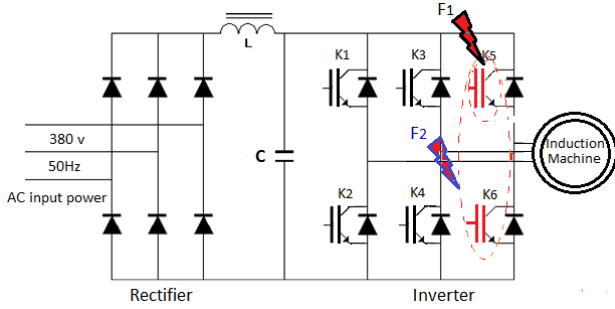 F1
L
K1
K3
K5
380 v
50Hz
AC input power
C
F2
Induction
Machine
K2
K4
K6
Rectifier
Inverter